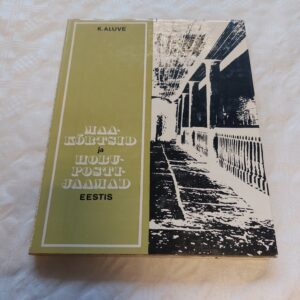 K. ALUVE
MAA-
KÕRTSID
ja
HOBU-
POSTI-
JAAMAD
EESTIS